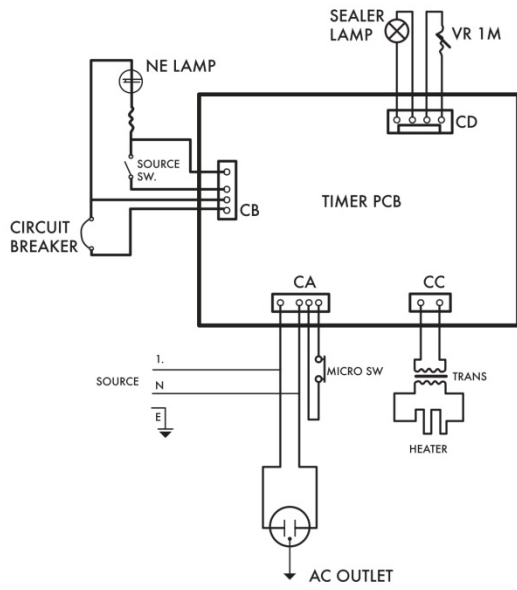 SEALER
LAMP
VR 1M
NE LAMP
CD
SOURCE
SW.
CB
TIMER PCB
CIRCUIT
BREAKER
CA
CC
1.
MICRO SW
TRANS
SOURCE
N
E
HEATER
AC OUTLET